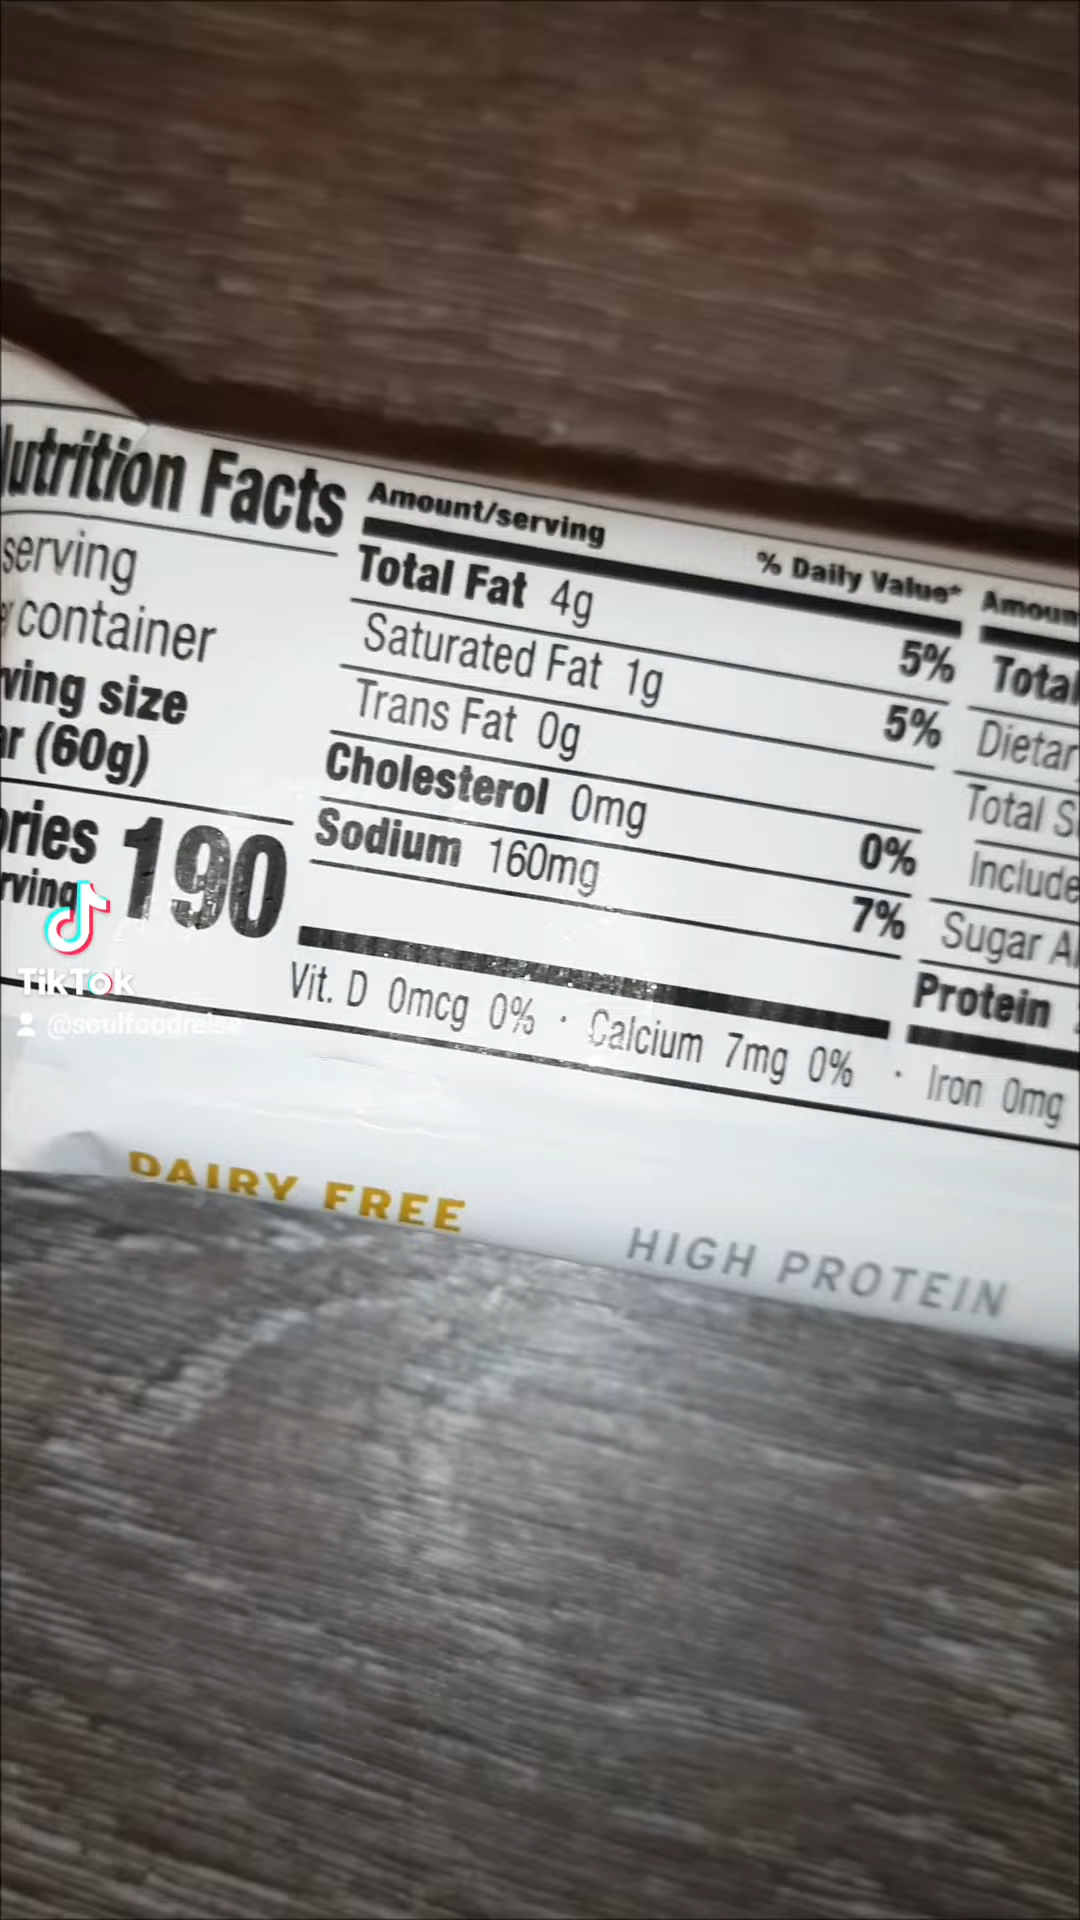 Nutrition Facts
serving
container
ving size
ar (60g)
ories 190
rving
Amount/serving
% Daily Value*
Total Fat 4g 5%
Saturated Fat 1g 5%
Trans Fat 0g
Cholesterol 0mg 0%
Sodium 160mg 7%
Amoun
Total
Dietar
Total S
Include
Sugar A
Protein
Vit. D 0mcg 0% · Calcium 7mg 0% · Iron 0mg
DAIRY FREE
HIGH PROTEIN
TikTok